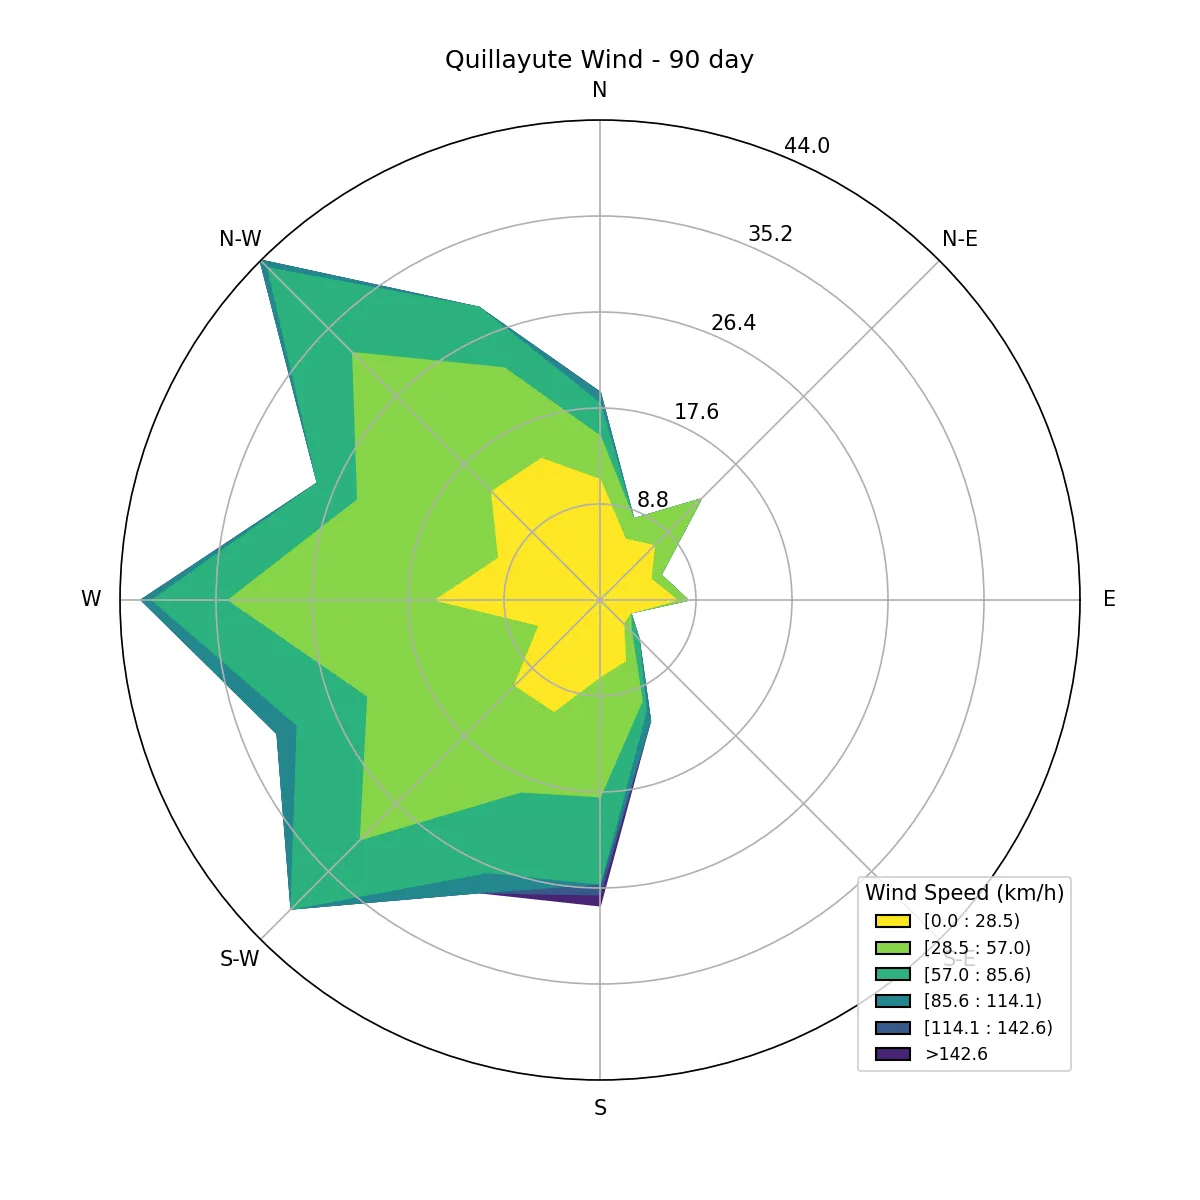 Quillayute Wind - 90 day
N
44.0
35.2
N-W
N-E
26.4
17.6
8.8
W
E
Wind Speed (km/h)
[0.0 : 28.5)
[28.5 : 57.0)
S-W
S-E
[57.0 : 85.6)
[85.6 : 114.1)
[114.1 : 142.6)
>142.6
S